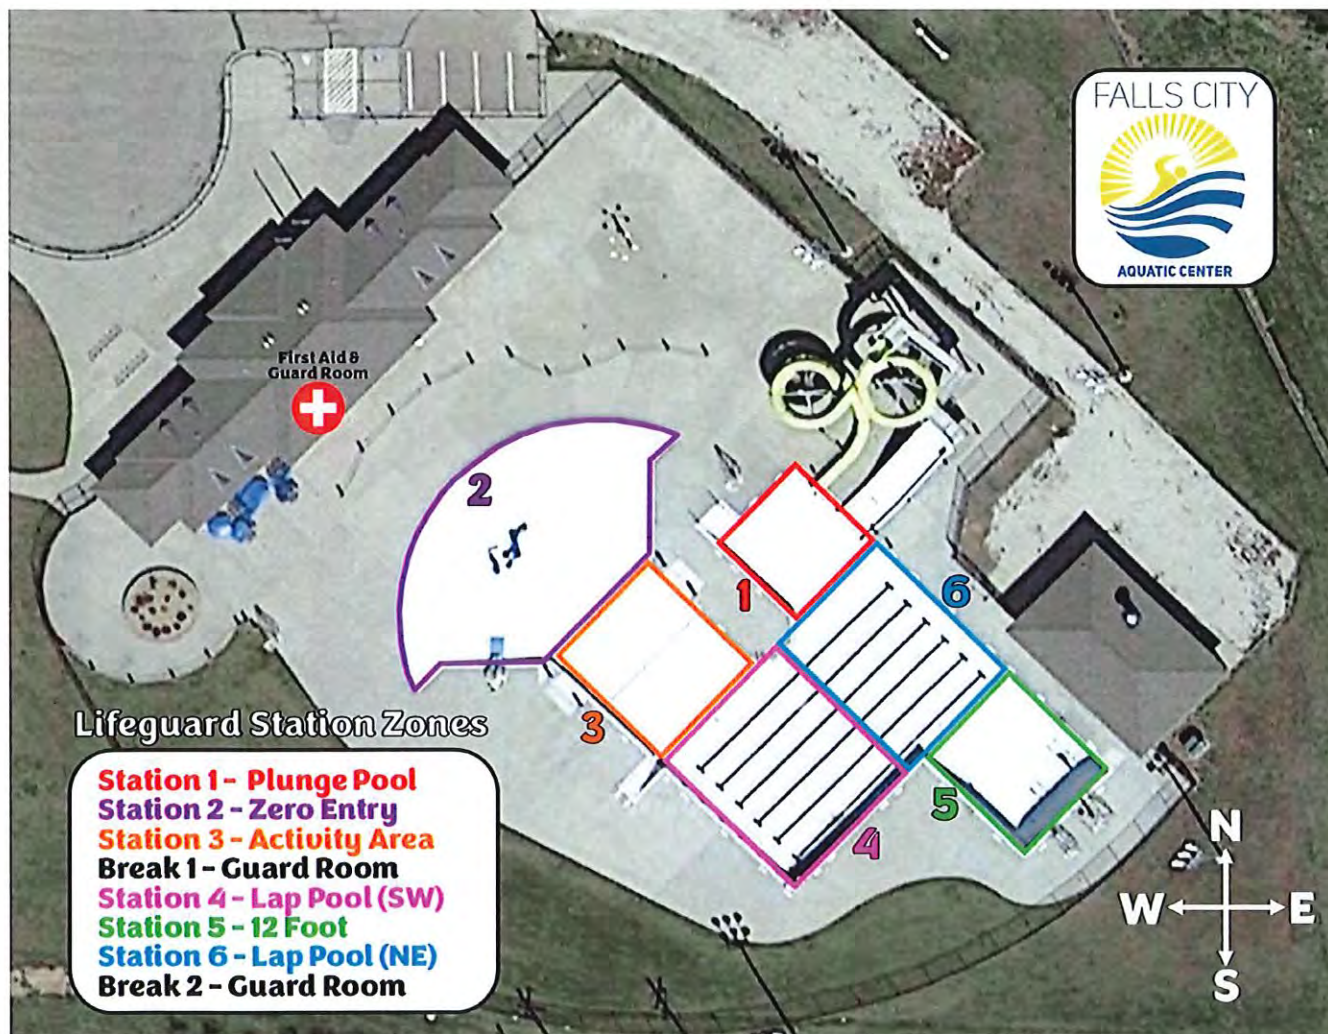 FALLS CITY
AQUATIC CENTER
First Aid &
Guard Room
2
1
6
3
5
4
Lifeguard Station Zones
Station 1 - Plunge Pool
Station 2 - Zero Entry
Station 3 - Activity Area
Break 1 - Guard Room
Station 4 - Lap Pool (SW)
Station 5 - 12 Foot
Station 6 - Lap Pool (NE)
Break 2 - Guard Room
N
W E
S